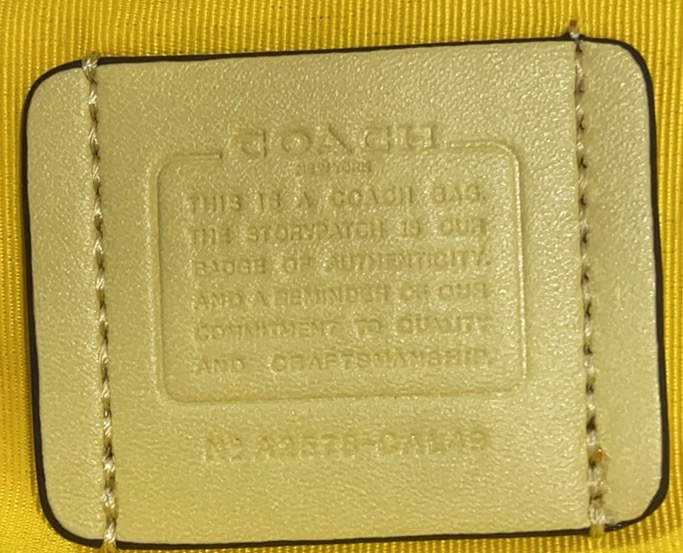 COACH
NEW YORK
THIS IS A COACH BAG.
THE STORYPATCH IS OUR
BADGE OF AUTHENTICITY.
AND A REMINDER OF OUR
COMMITMENT TO QUALITY
AND CRAFTSMANSHIP.
Nº